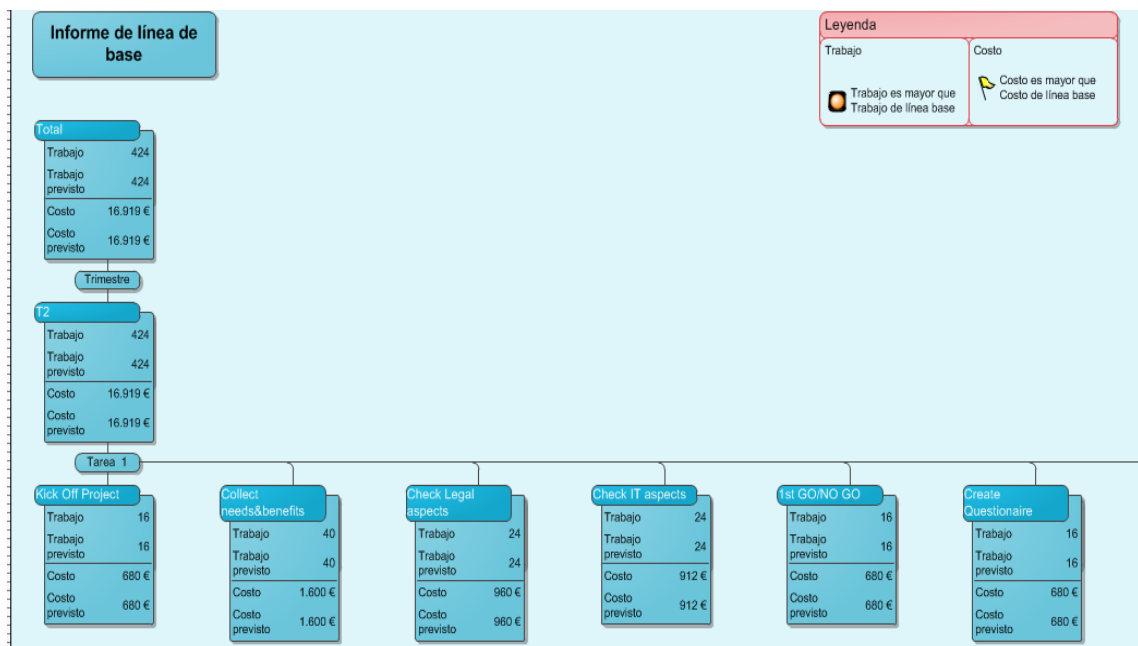 Informe de línea de
base
Leyenda
Trabajo
Trabajo es mayor que
Trabajo de línea base
Costo
Costo es mayor que
Costo de línea base
Total
Trabajo 424
Trabajo
previsto 424
Costo 16.919 €
Costo
previsto 16.919 €
Trimestre
T2
Trabajo 424
Trabajo
previsto 424
Costo 16.919 €
Costo
previsto 16.919 €
Tarea 1
Kick Off Project
Trabajo 16
Trabajo
previsto 16
Costo 680 €
Costo
previsto 680 €
Collect
needs&benefits
Trabajo 40
Trabajo
previsto 40
Costo 1.600 €
Costo
previsto 1.600 €
Check Legal
aspects
Trabajo 24
Trabajo
previsto 24
Costo 960 €
Costo
previsto 960 €
Check IT aspects
Trabajo 24
Trabajo
previsto 24
Costo 912 €
Costo
previsto 912 €
1st GO/NO GO
Trabajo 16
Trabajo
previsto 16
Costo 680 €
Costo
previsto 680 €
Create
Questionaire
Trabajo 16
Trabajo
previsto 16
Costo 680 €
Costo
previsto 680 €